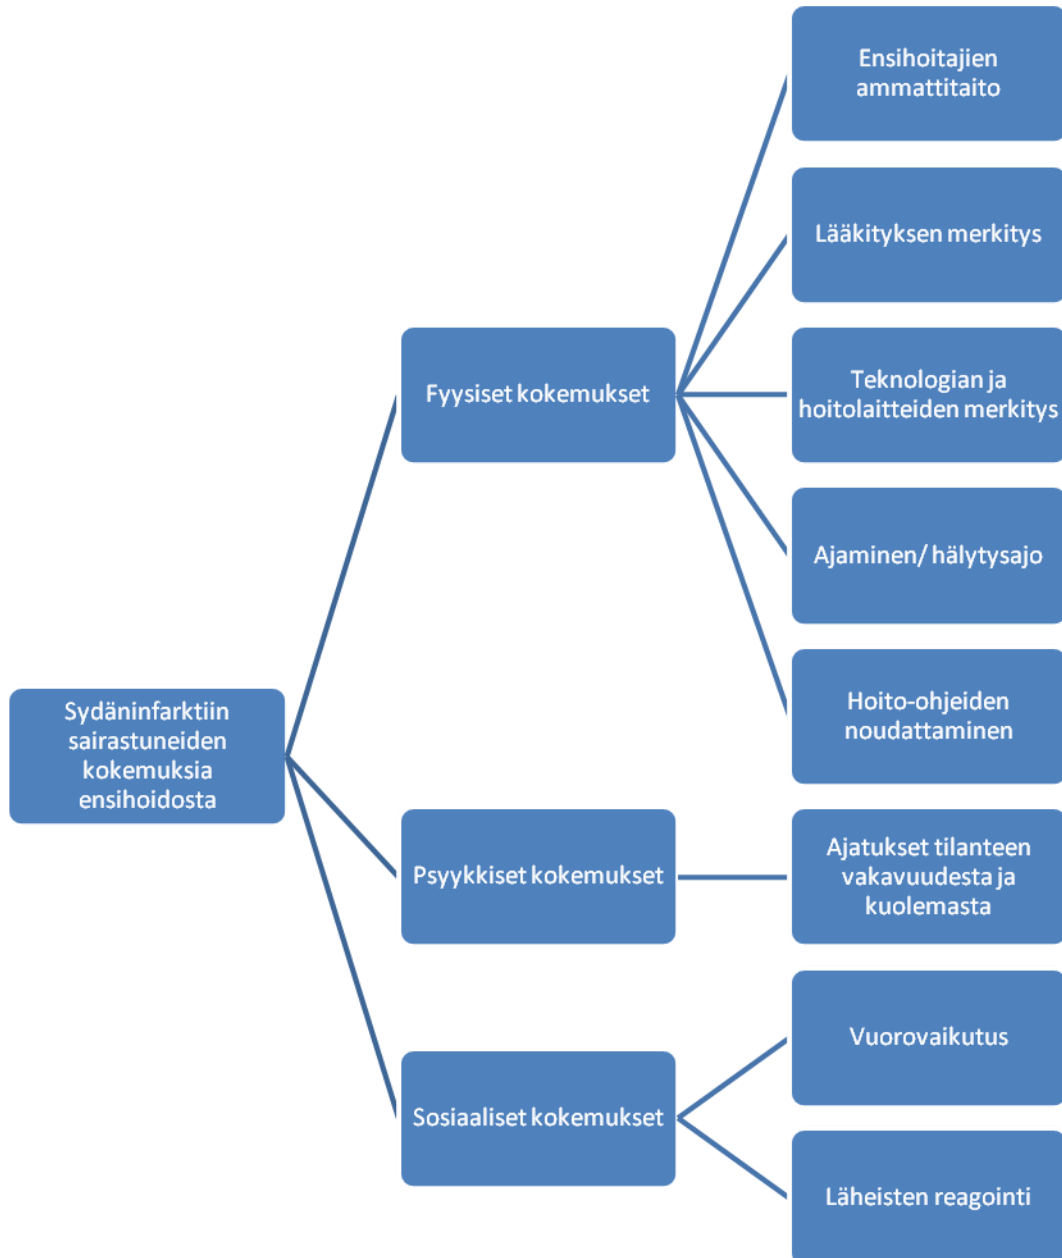 Ensihoitajien
ammattitaito
Lääkityksen merkitys
Fyysiset kokemukset
Teknologian ja
hoitolaitteiden merkitys
Ajaminen/ hälytysajo
Hoito-ohjeiden
noudattaminen
Sydäninfarktiin
sairastuneiden
kokemuksia
ensihoidosta
Psyykkiset kokemukset
Ajatukset tilanteen
vakavuudesta ja
kuolemasta
Sosiaaliset kokemukset
Vuorovaikutus
Läheisten reagointi